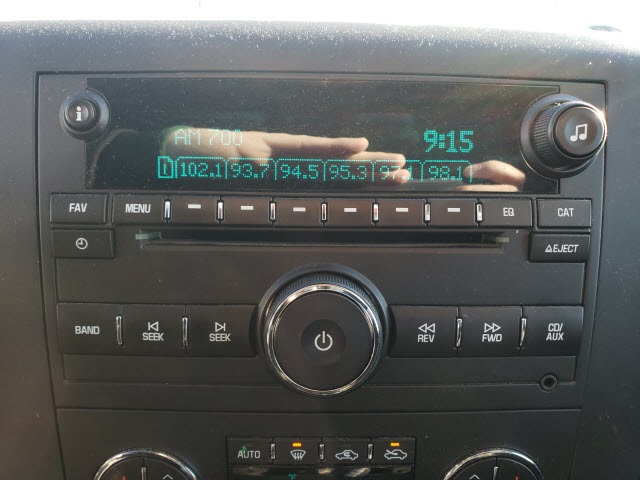 AM 700 9:15
1 102.1 93.7 94.5 95.3 97.1 98.1
FAV MENU EQ CAT
EJECT
BAND SEEK SEEK REV FWD CD/AUX
AUTO